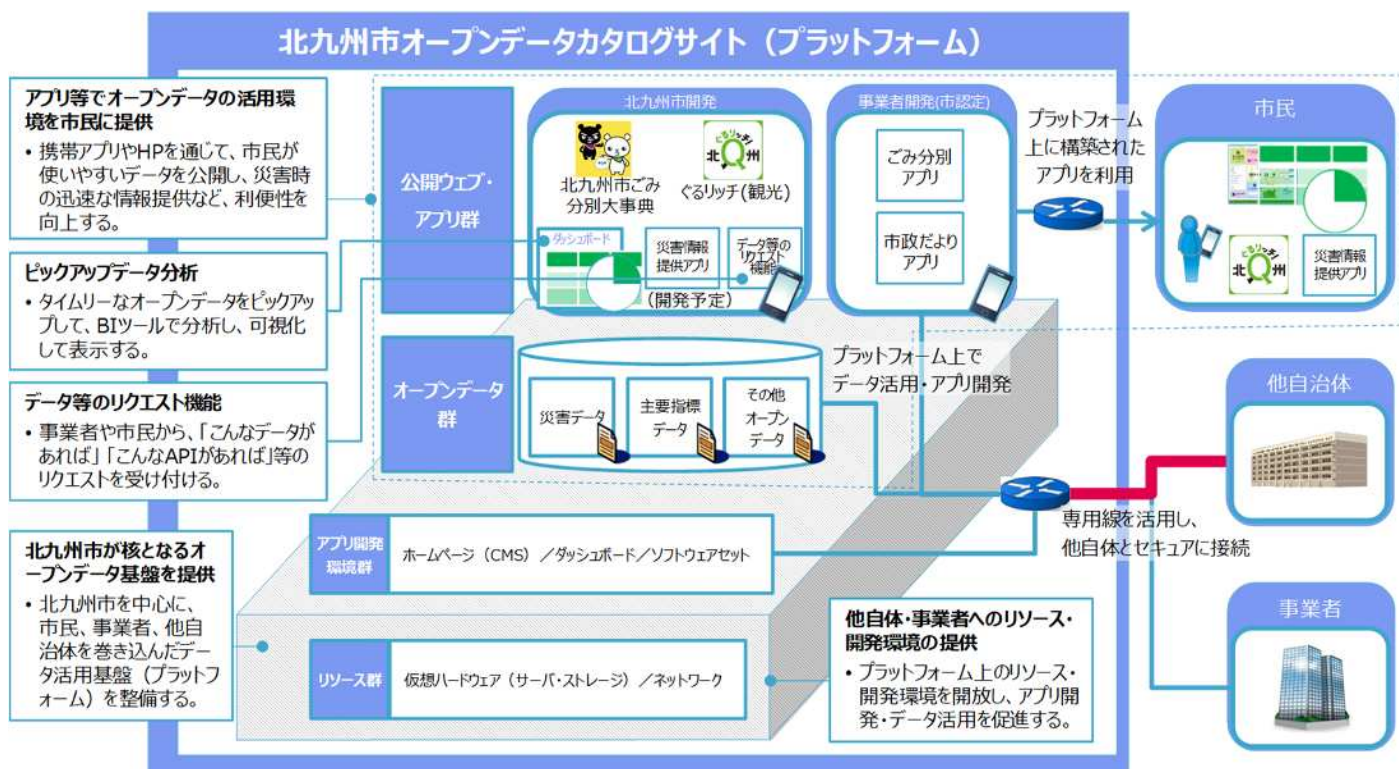 北九州市オープンデータカタログサイト（プラットフォーム）
アプリ等でオープンデータの活用環
境を市民に提供
• 携帯アプリやHPを通じて、市民が
使いやすいデータを公開し、災害時
の迅速な情報提供など、利便性を
向上する。
ピックアップデータ分析
• タイムリーなオープンデータをピックアッ
プして、BIツールで分析し、可視化
して表示する。
データ等のリクエスト機能
• 事業者や市民から、「こんなデータが
あれば」「こんなAPIがあれば」等の
リクエストを受け付ける。
北九州市が核となるオ
ープンデータ基盤を提供
• 北九州市を中心に、
市民、事業者、他自
治体を巻き込んだデー
タ活用基盤（プラットフ
ォーム）を整備する。
公開ウェブ・
アプリ群
北九州市開発
北九州市ごみ
分別大事典
ぐるリッチ!
北Q州
ぐるリッチ(観光)
ダッシュボード
災害情報
提供アプリ
データ等の
リクエスト
機能
（開発予定）
事業者開発(市認定)
ごみ分別
アプリ
市政だより
アプリ
プラットフォーム
上に構築された
アプリを利用
市民
ぐるリッチ!
北Q州
災害情報
提供アプリ
オープンデータ
群
災害データ
主要指標
データ
その他
オープン
データ
プラットフォーム上で
データ活用・アプリ開発
他自治体
専用線を活用し、
他自体とセキュアに接続
アプリ開発
環境群
ホームページ（CMS）／ダッシュボード／ソフトウェアセット
リソース群
仮想ハードウェア（サーバ・ストレージ）／ネットワーク
他自体・事業者へのリソース・
開発環境の提供
• プラットフォーム上のリソース・
開発環境を開放し、アプリ開
発・データ活用を促進する。
事業者